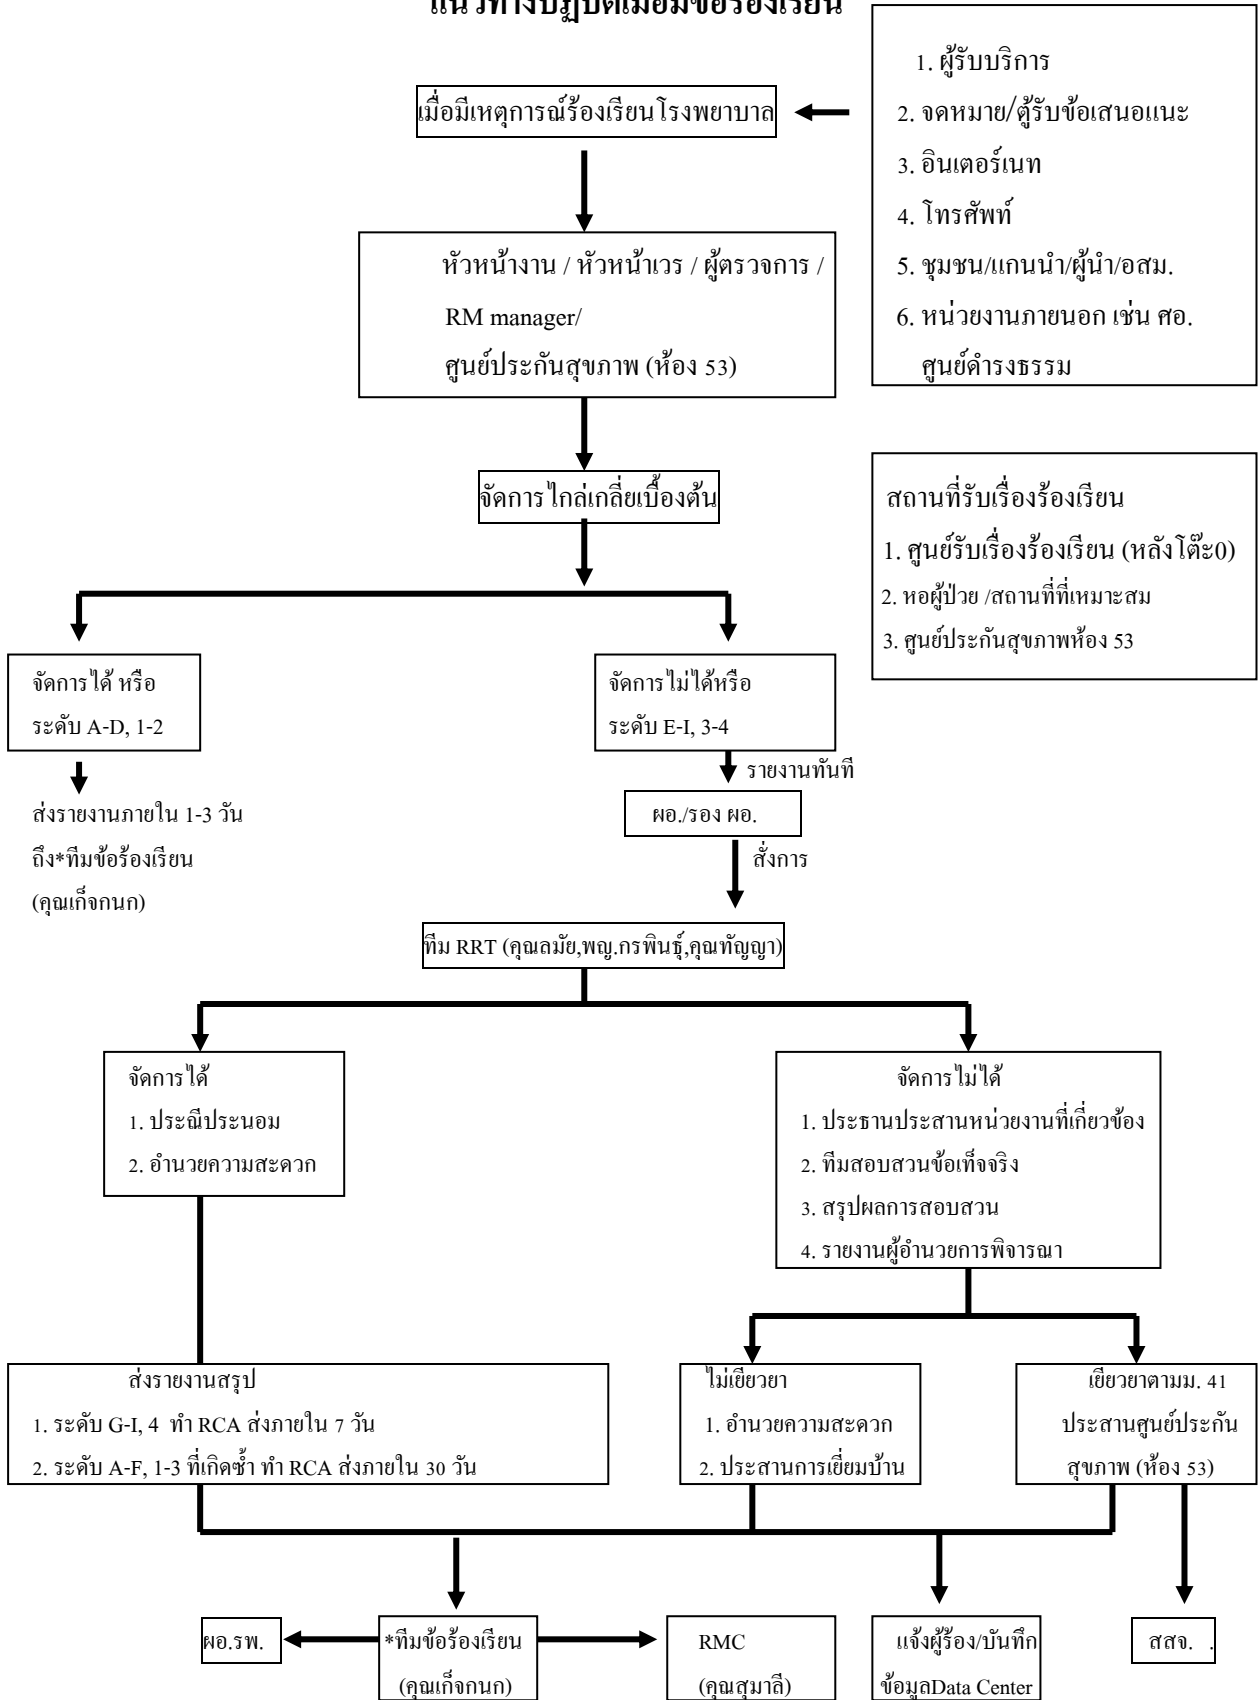 แนวทางปฏิบัติเมื่อมีข้อร้องเรียน
เมื่อมีเหตุการณ์ร้องเรียนโรงพยาบาล
1. ผู้รับบริการ
2. จดหมาย/ตู้รับข้อเสนอแนะ
3. อินเตอร์เนท
4. โทรศัพท์
5. ชุมชน/แกนนำ/ผู้นำ/อสม.
6. หน่วยงานภายนอก เช่น ศอ.
ศูนย์ดำรงธรรม
หัวหน้างาน / หัวหน้าเวร / ผู้ตรวจการ /
RM manager/
ศูนย์ประกันสุขภาพ (ห้อง 53)
จัดการไกล่เกลี่ยเบื้องต้น
สถานที่รับเรื่องร้องเรียน
1. ศูนย์รับเรื่องร้องเรียน (หลังโต๊ะ0)
2. หอผู้ป่วย /สถานที่ที่เหมาะสม
3. ศูนย์ประกันสุขภาพห้อง 53
จัดการได้ หรือ
ระดับ A-D, 1-2
จัดการไม่ได้หรือ
ระดับ E-I, 3-4
รายงานทันที
ส่งรายงานภายใน 1-3 วัน
ถึง*ทีมข้อร้องเรียน
(คุณเก็จกนก)
ผอ./รอง ผอ.
สั่งการ
ทีม RRT (คุณลมัย,พญ.กรพินธุ์,คุณทัญญา)
จัดการได้
1. ประณีประนอม
2. อำนวยความสะดวก
จัดการไม่ได้
1. ประธานประสานหน่วยงานที่เกี่ยวข้อง
2. ทีมสอบสวนข้อเท็จจริง
3. สรุปผลการสอบสวน
4. รายงานผู้อำนวยการพิจารณา
ส่งรายงานสรุป
1. ระดับ G-I, 4 ทำ RCA ส่งภายใน 7 วัน
2. ระดับ A-F, 1-3 ที่เกิดซ้ำ ทำ RCA ส่งภายใน 30 วัน
ไม่เยียวยา
1. อำนวยความสะดวก
2. ประสานการเยี่ยมบ้าน
เยียวยาตามม. 41
ประสานศูนย์ประกัน
สุขภาพ (ห้อง 53)
ผอ.รพ.
*ทีมข้อร้องเรียน
(คุณเก็จกนก)
RMC
(คุณสุมาลี)
แจ้งผู้ร้อง/บันทึก
ข้อมูลData Center
สสจ. .